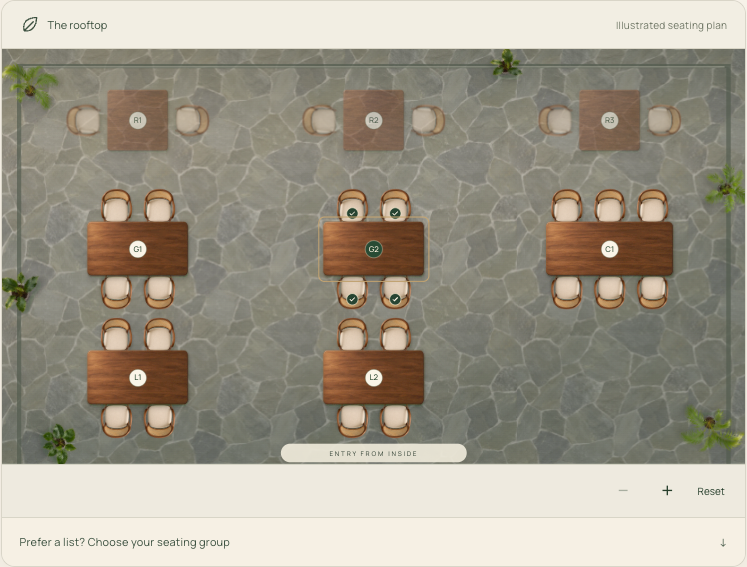 The rooftop
Illustrated seating plan
R1
R2
R3
G1
G2
C1
L1
L2
ENTRY FROM INSIDE
− + Reset
Prefer a list? Choose your seating group ↓